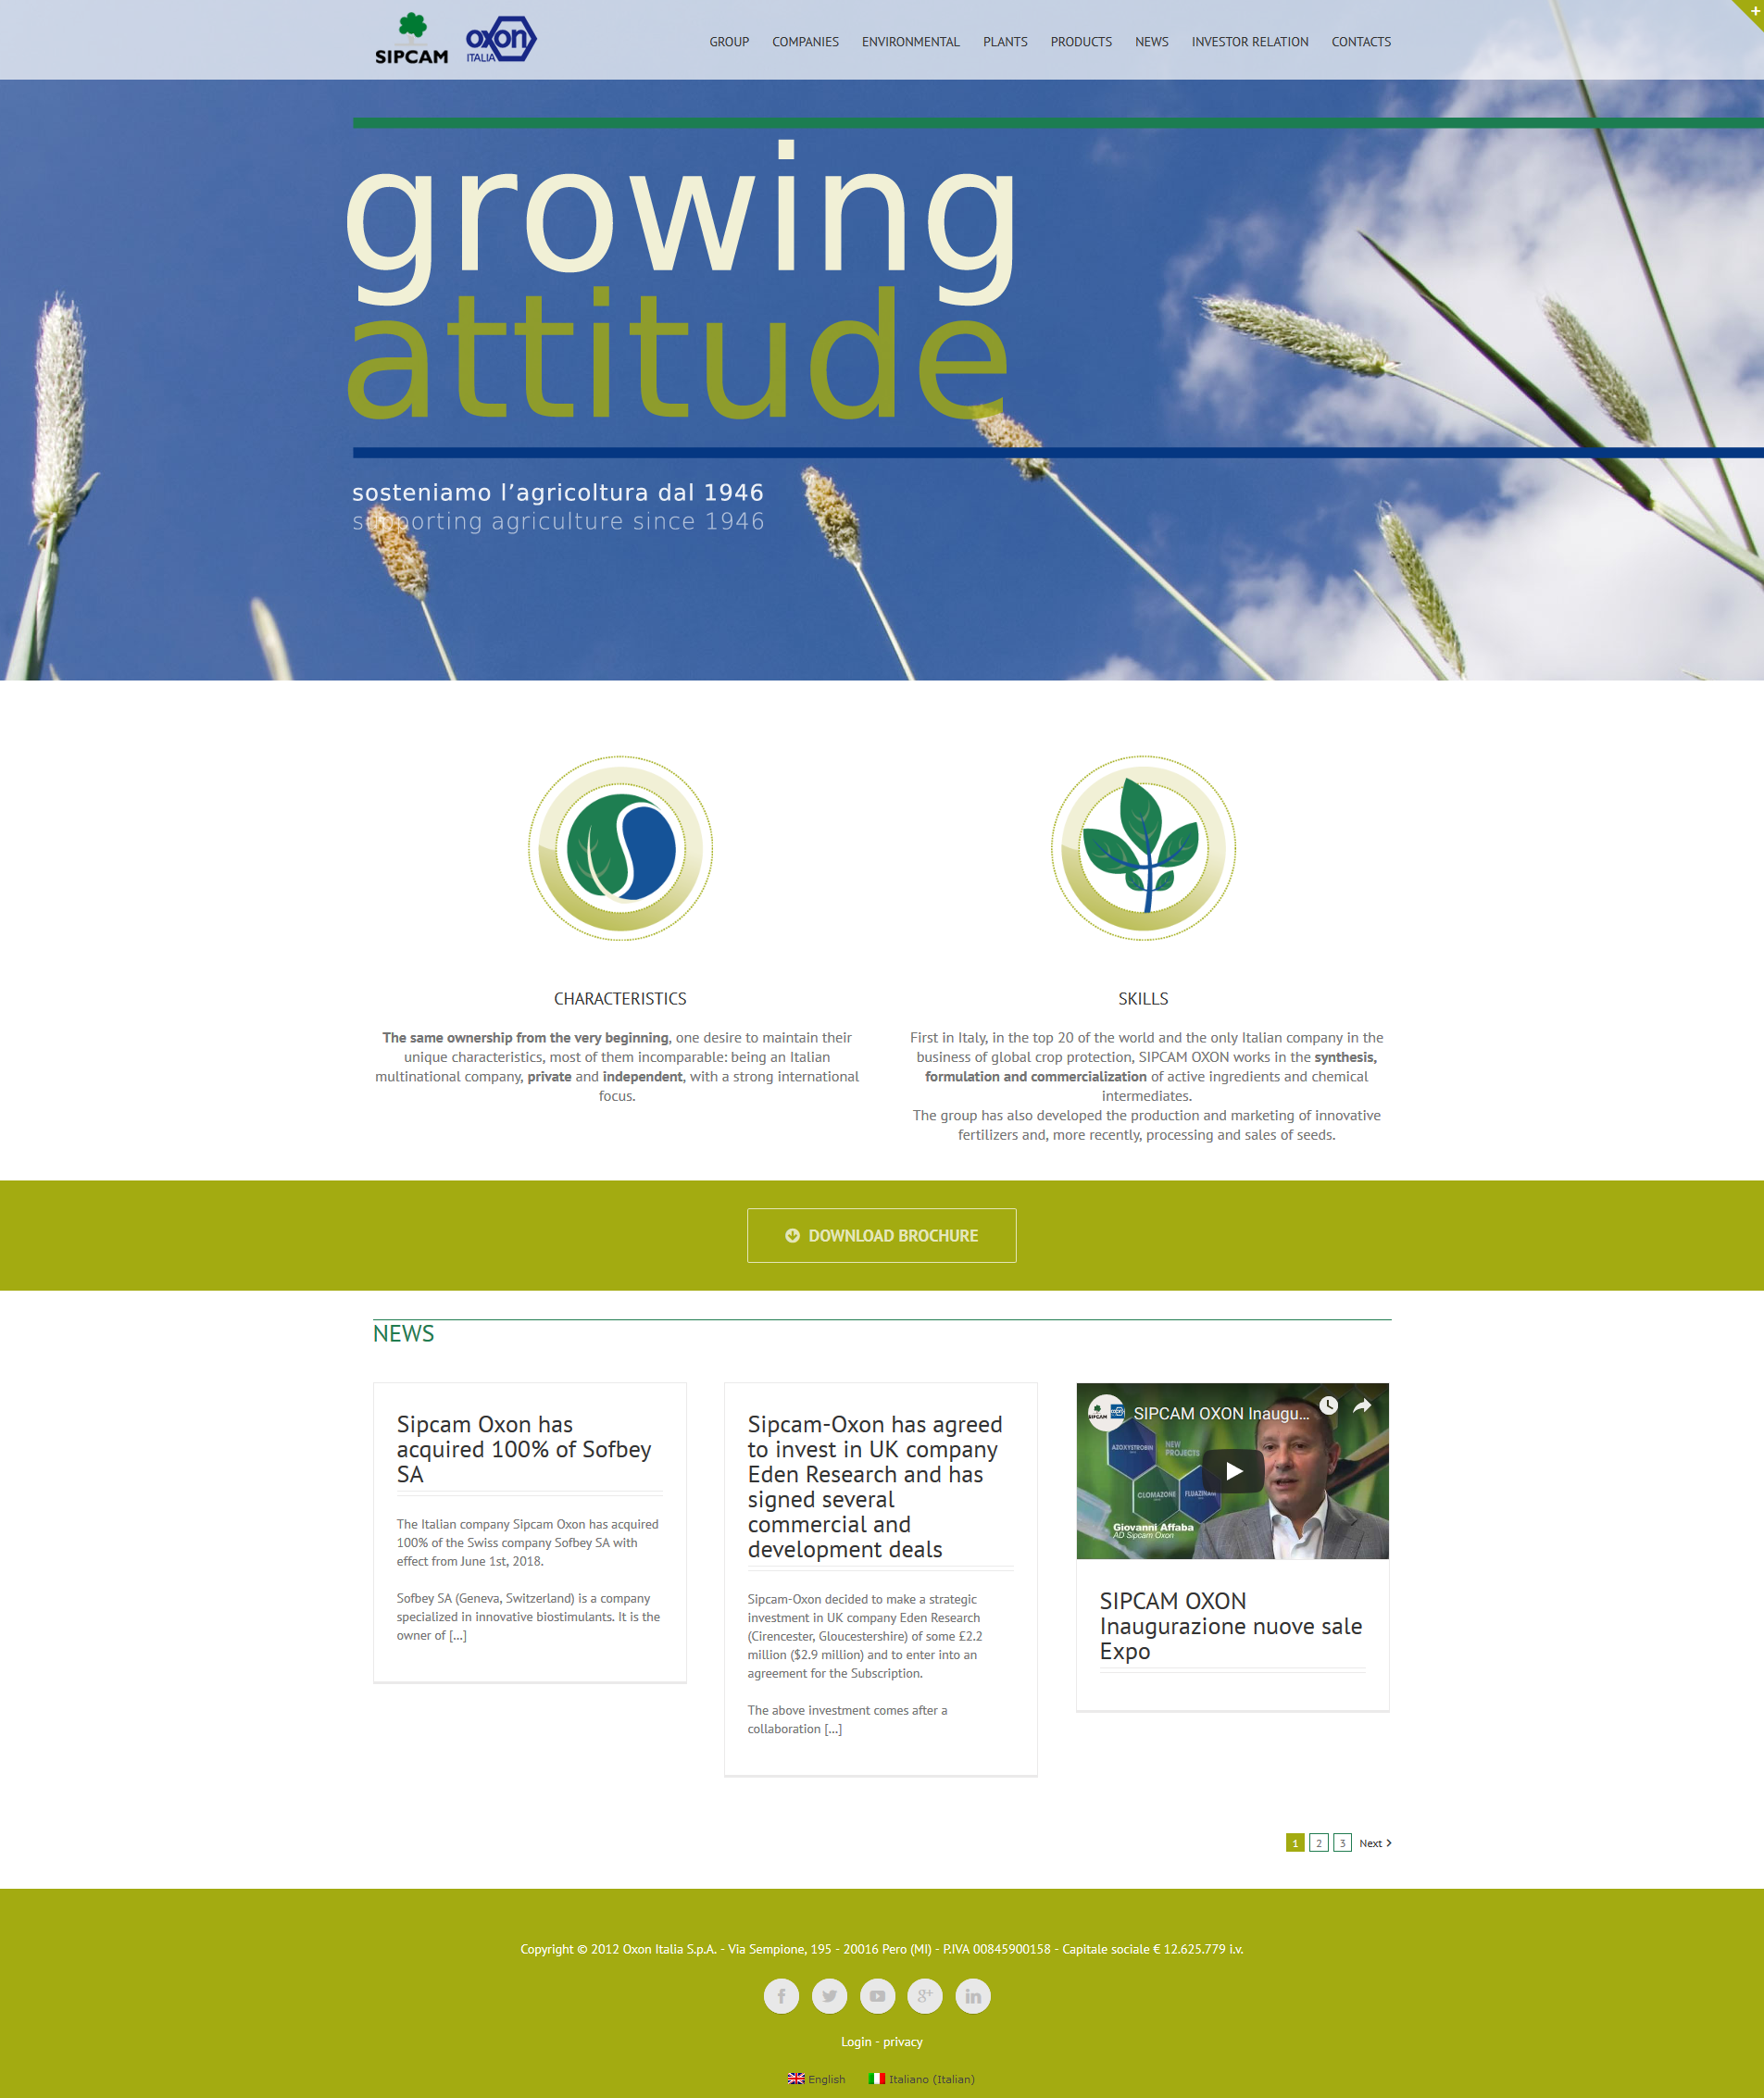 SIPCAM
oxon
ITALIA
GROUP COMPANIES ENVIRONMENTAL PLANTS PRODUCTS NEWS INVESTOR RELATION CONTACTS
+
growing
attitude
sosteniamo l'agricoltura dal 1946
supporting agriculture since 1946
CHARACTERISTICS
The same ownership from the very beginning, one desire to maintain their
unique characteristics, most of them incomparable: being an Italian
multinational company, private and independent, with a strong international
focus.
SKILLS
First in Italy, in the top 20 of the world and the only Italian company in the
business of global crop protection, SIPCAM OXON works in the synthesis,
formulation and commercialization of active ingredients and chemical
intermediates.
The group has also developed the production and marketing of innovative
fertilizers and, more recently, processing and sales of seeds.
DOWNLOAD BROCHURE
NEWS
Sipcam Oxon has
acquired 100% of Sofbey
SA
The Italian company Sipcam Oxon has acquired
100% of the Swiss company Sofbey SA with
effect from June 1st, 2018.
Sofbey SA (Geneva, Switzerland) is a company
specialized in innovative biostimulants. It is the
owner of [...]
Sipcam-Oxon has agreed
to invest in UK company
Eden Research and has
signed several
commercial and
development deals
Sipcam-Oxon decided to make a strategic
investment in UK company Eden Research
(Cirencester, Gloucestershire) of some £2.2
million ($2.9 million) and to enter into an
agreement for the Subscription.
The above investment comes after a
collaboration [...]
SIPCAM OXON Inaugu...
AZOXYSTROBIN
NEW
PROJECTS
CLOMAZONE
FLUAZINAM
Giovanni Affaba
AD Sipcam Oxon
SIPCAM OXON
Inaugurazione nuove sale
Expo
1 2 3 Next
Copyright © 2012 Oxon Italia S.p.A. - Via Sempione, 195 - 20016 Pero (MI) - P.IVA 00845900158 - Capitale sociale € 12.625.779 i.v.
Login - privacy
English Italiano (Italian)